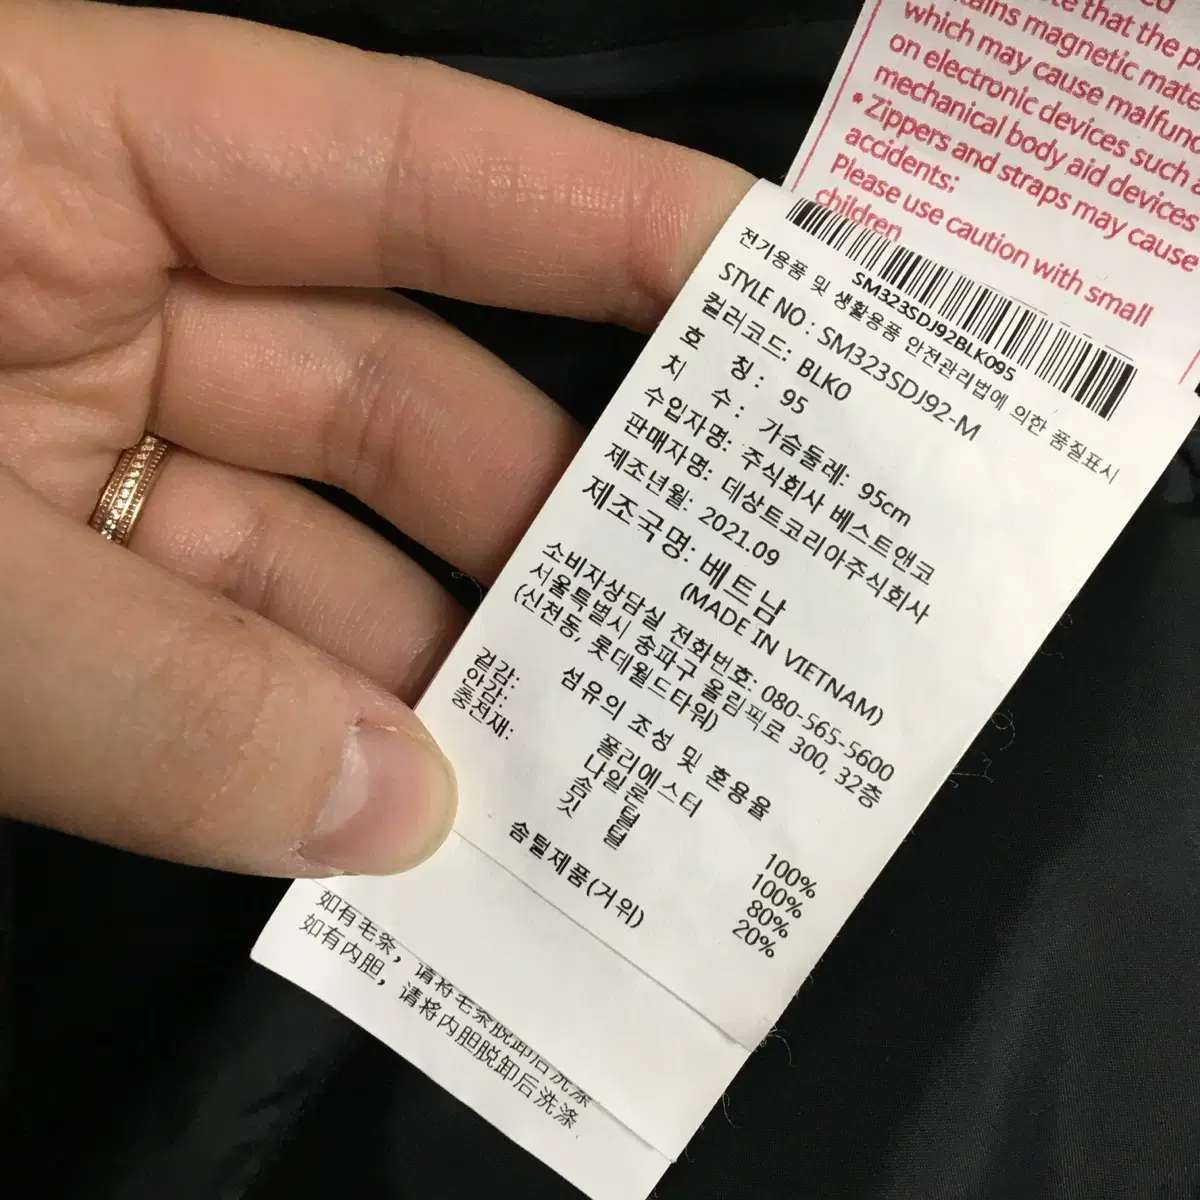 that the
which may cause
on electronic devices such
mechanical body aid devices
* Zippers and straps may cause
accidents;
Please use caution with small
children
SM323SDJ92BLK095
전기용품 및 생활용품 안전관리법에 의한 품질표시
STYLE NO : SM323SDJ92-M
컬러코드: BLK0
호 칭: 95
치 수: 가슴둘레: 95cm
수입자명: 주식회사 베스트앤코
판매자명: 데상트코리아주식회사
제조년월: 2021.09
제조국명: 베트남
(MADE IN VIETNAM)
소비자상담실 전화번호: 080-565-5600
서울특별시 송파구 올림픽로 300, 32층
(신천동, 롯데월드타워)
섬유의 조성 및 혼용율
겉감: 폴리에스터 100%
안감: 나일론 100%
충전재: 솜 털 80%
깃 털 20%
솜털제품(거위)
如有毛条，请将毛条脱卸后洗涤
如有内胆，请将内胆脱卸后洗涤